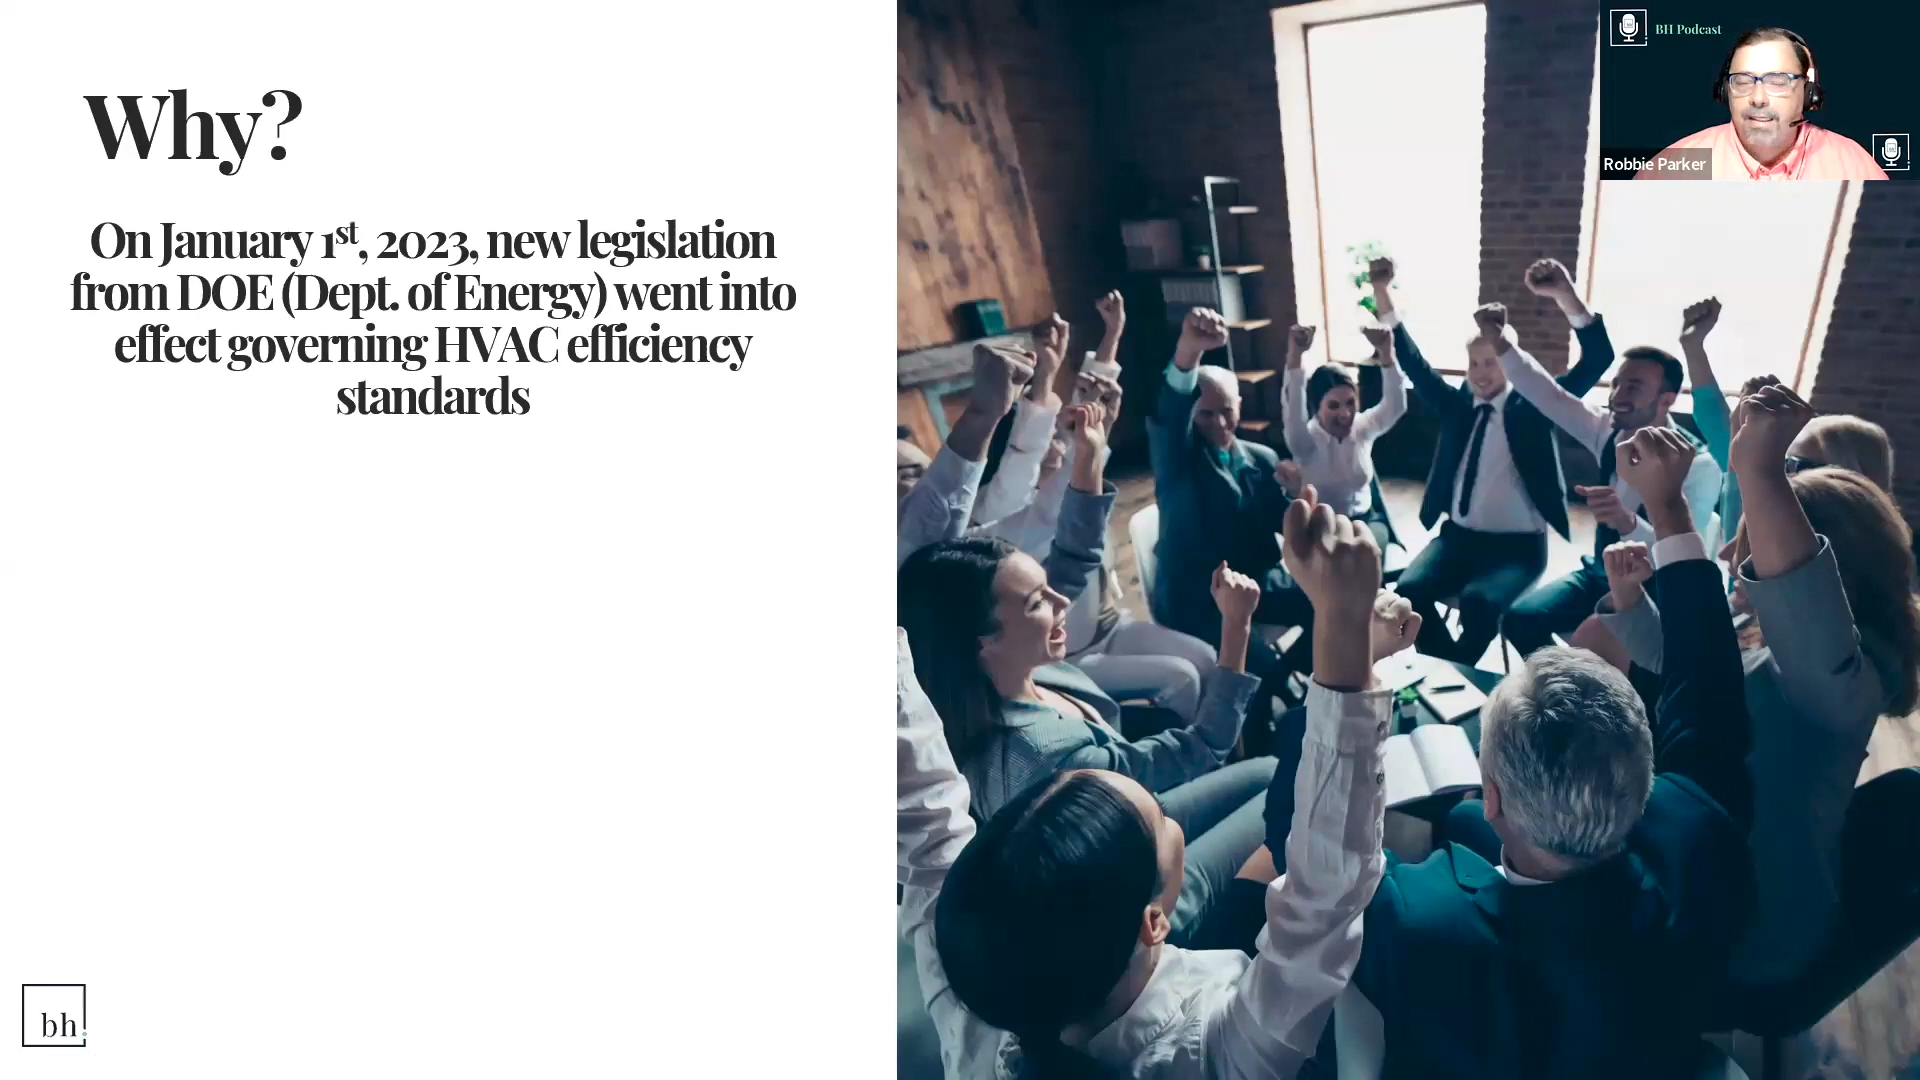 Why?
On January 1st, 2023, new legislation
from DOE (Dept. of Energy) went into
effect governing HVAC efficiency
standards
BH Podcast
Robbie Parker
bh.